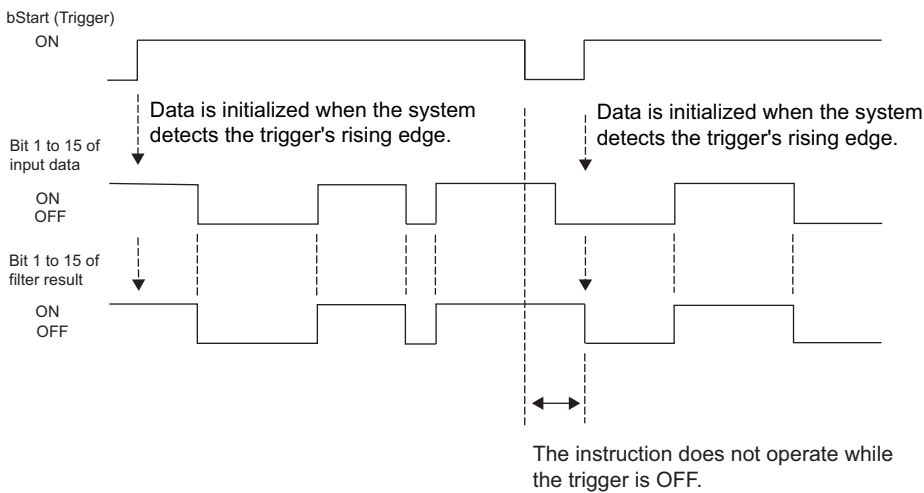 bStart (Trigger)
ON
Data is initialized when the system
detects the trigger's rising edge.
Data is initialized when the system
detects the trigger's rising edge.
Bit 1 to 15 of
input data
ON
OFF
Bit 1 to 15 of
filter result
ON
OFF
The instruction does not operate while
the trigger is OFF.